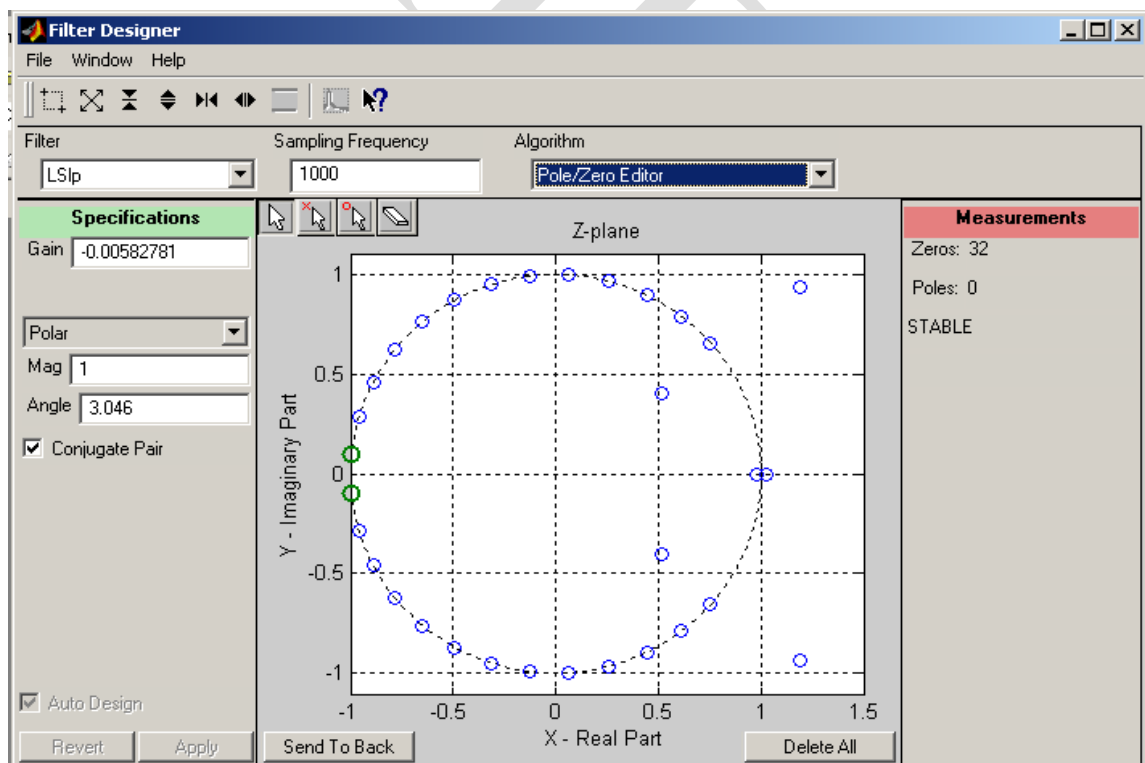 Filter Designer
File Window Help
Filter
Sampling Frequency
Algorithm
LSlp
1000
Pole/Zero Editor
Specifications
Gain -0.00582781
Polar
Mag 1
Angle 3.046
Conjugate Pair
Auto Design
Revert
Apply
Z-plane
Y - Imaginary Part
1
0.5
0
-0.5
-1
-1 -0.5 0 0.5 1 1.5
X - Real Part
Send To Back
Delete All
Measurements
Zeros: 32
Poles: 0
STABLE